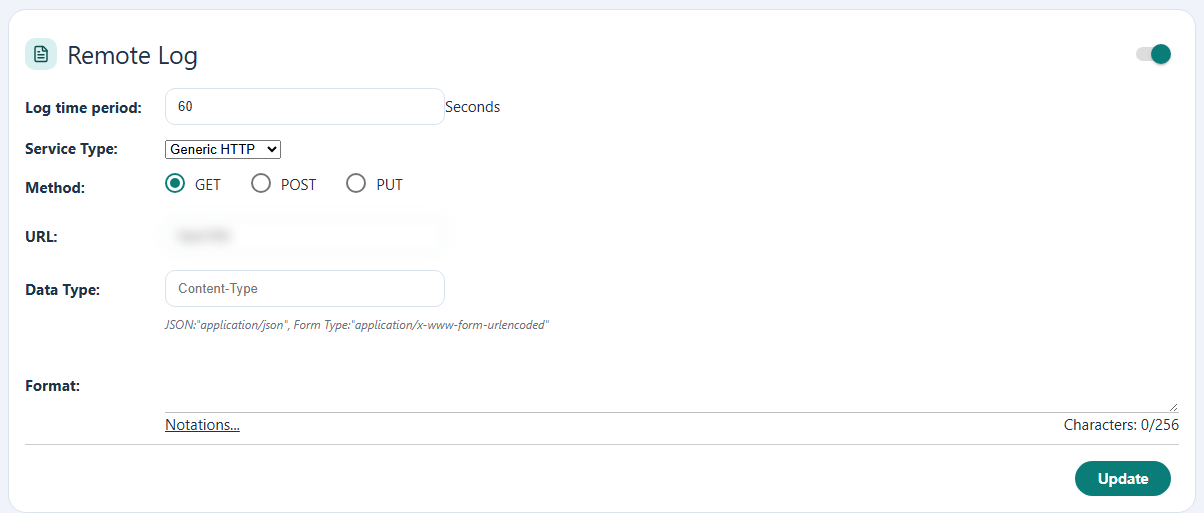 Remote Log
Log time period: 60 Seconds
Service Type: Generic HTTP
Method: GET POST PUT
URL:
Data Type: Content-Type
JSON:"application/json", Form Type:"application/x-www-form-urlencoded"
Format:
Notations... Characters: 0/256
Update